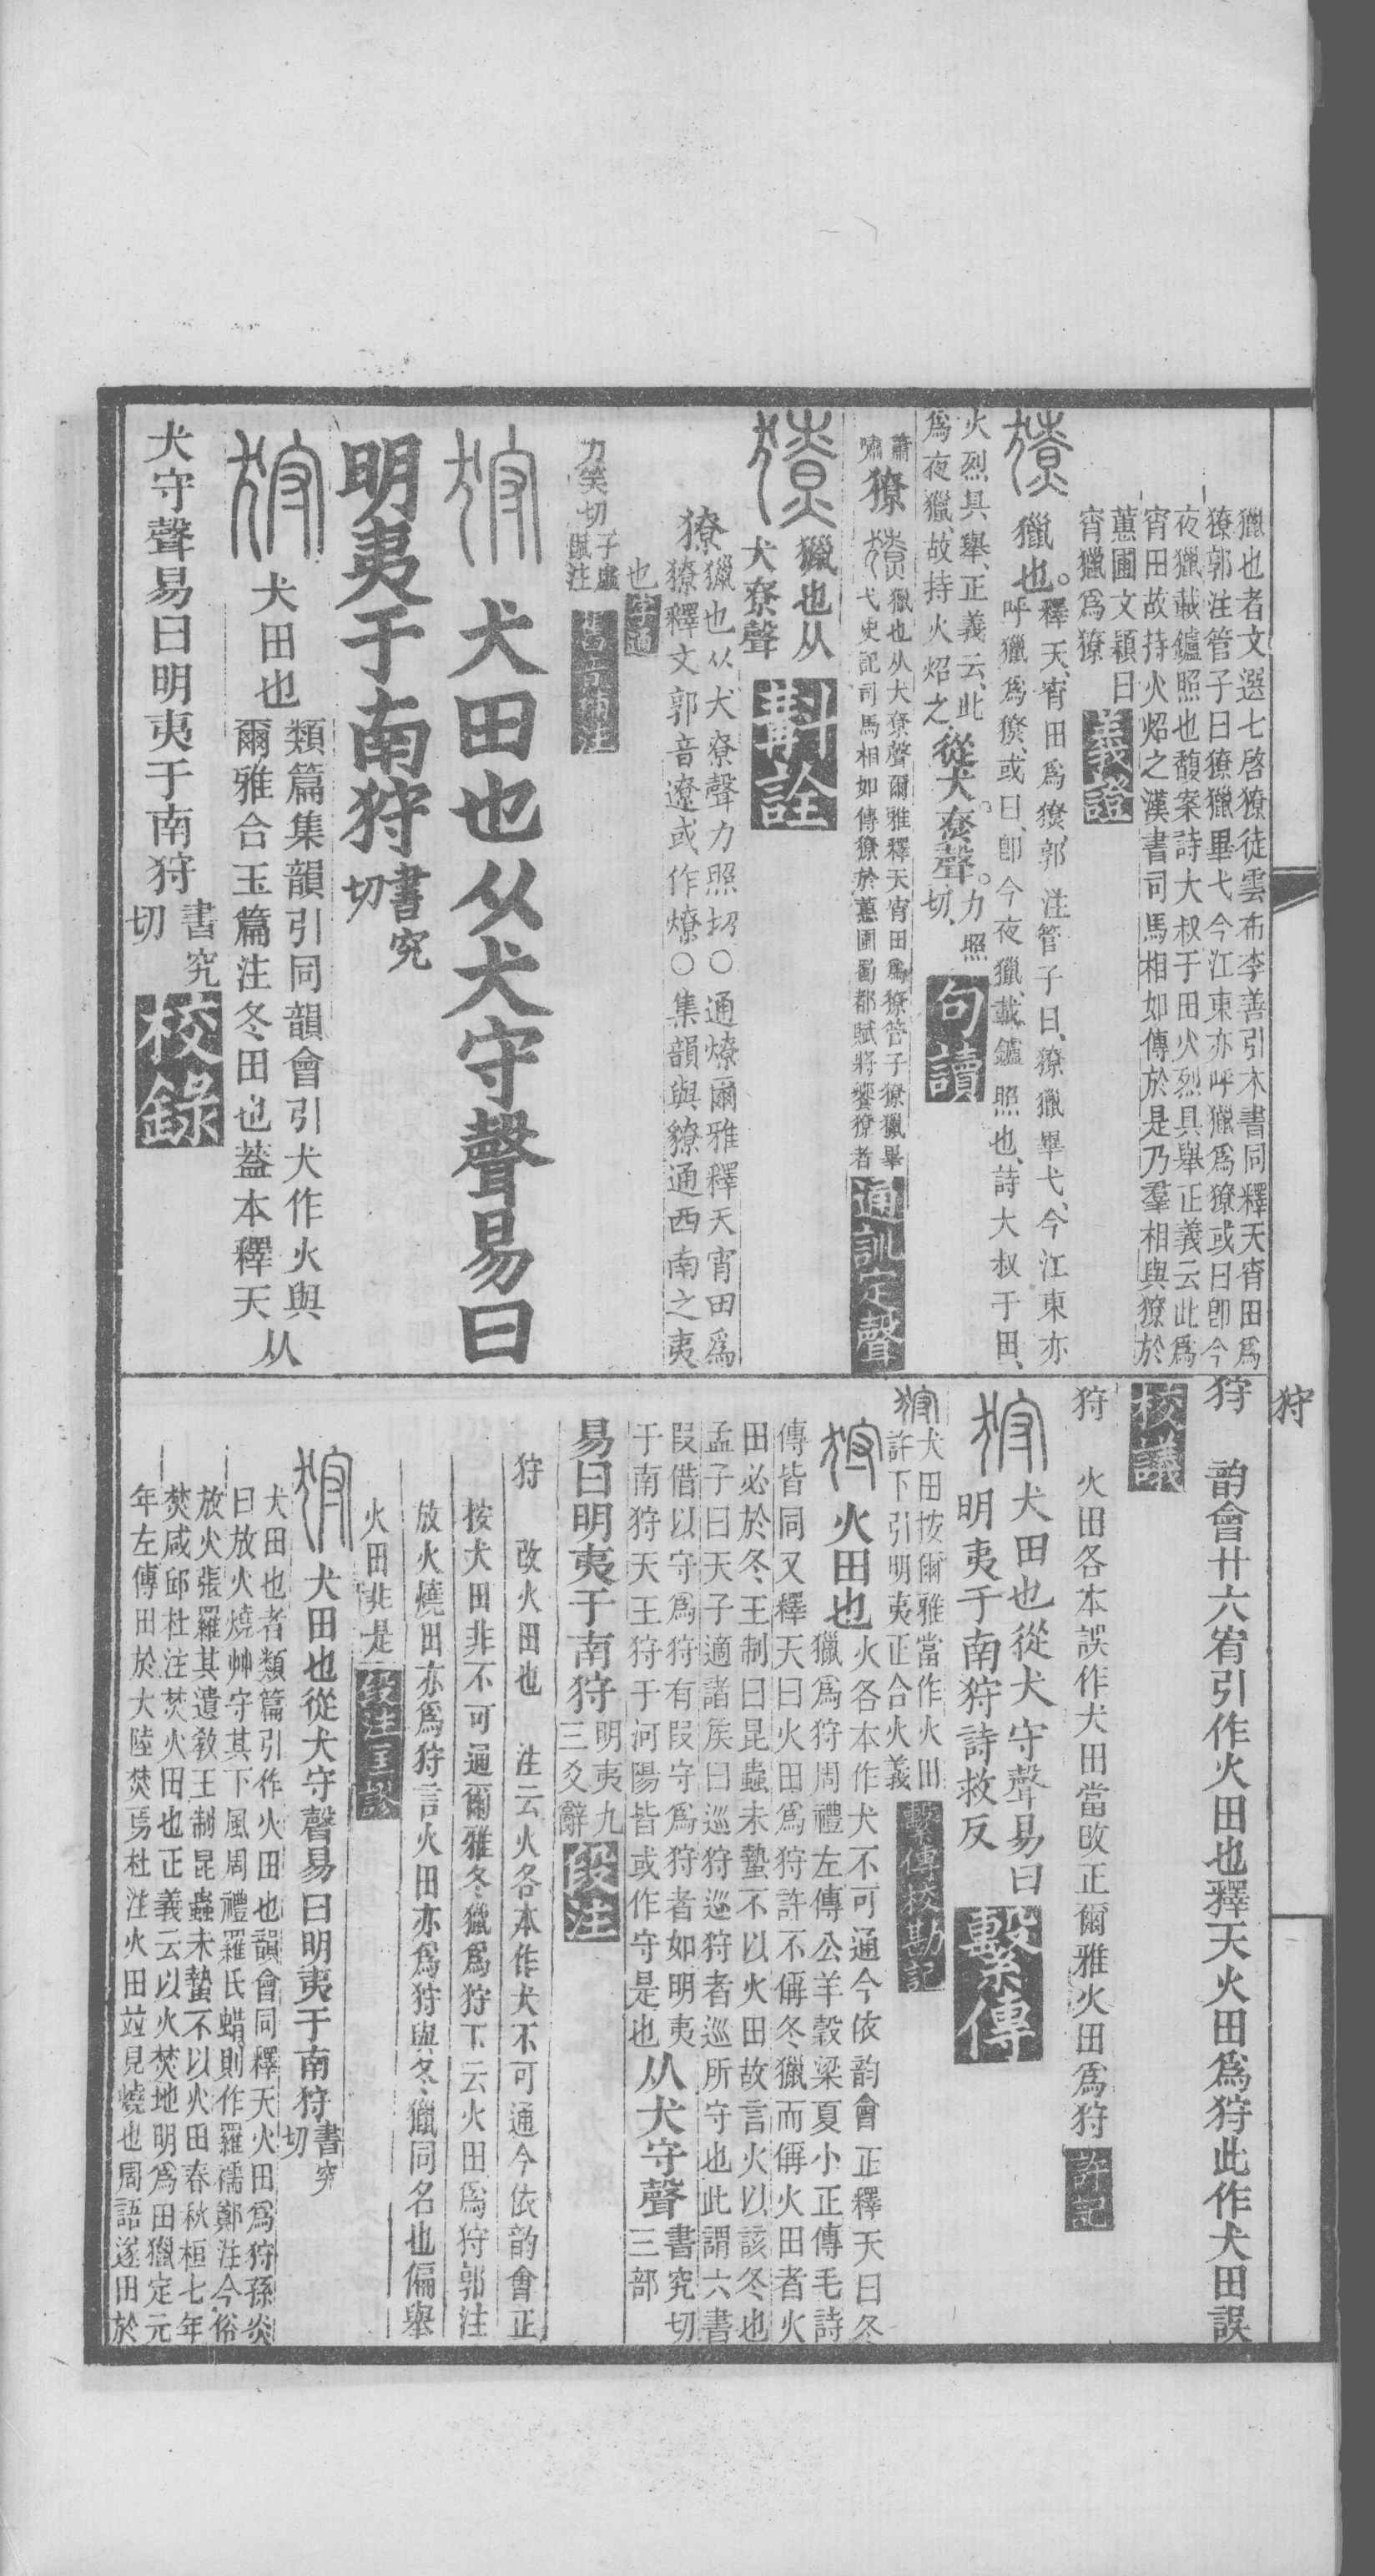 獵也者文選七啓獠徒雲布李善引本書同釋天宵田爲
獠郭注管子曰獠獵畢弋今江東亦呼獵爲獠或曰卽今
夜獵載鑪照也馥案詩大叔于田火烈具舉正義云此爲
宵田故持火炤之漢書司馬相如傳於是乃羣相與獠於
蕙圃文穎曰
宵獵爲獠
義證
獠
獵也。
釋天、宵田爲獠、郭注管子曰、獠獵畢弋、今江東亦
呼獵爲獠、或曰、卽今夜獵、載鑪照也、詩大叔于田、
火烈具舉、正義云、此
爲夜獵、故持火炤之、
從犬尞聲。
力照
切、
句讀
蕭
嘯
獠
獠
獵也从犬尞聲爾雅釋天宵田爲獠管子獠獵畢
弋史記司馬相如傳獠於蕙圃蜀都賦將饗獠者
通訓定聲
獠
獵也从
犬尞聲
斠詮
獠
獵也从犬尞聲力照切○通燎爾雅釋天宵田爲
獠釋文郭音遼或作燎○集韻與獠通西南之夷
也
字通
力笑切
子虛
賦注
狩
犬田也从犬守聲易曰
明夷于南狩
書究
切
狩
犬田也
類篇集韻引同韻會引犬作火與
爾雅合玉篇注冬田也葢本釋天
从
犬守聲易曰明夷于南狩
書究
切
校錄
狩
狩　韵會廿六宥引作火田也釋天火田爲狩此作犬田誤
校議
狩　火田各本誤作犬田當改正爾雅火田爲狩
許記
狩
犬田也從犬守聲易曰
明夷于南狩詩救反
繫傳
狩
犬田按爾雅當作火田
許下引明夷正合火義
繫傳校勘記
狩
火田也
火各本作犬不可通今依韵會正釋天曰冬
獵爲狩周禮左傳公羊穀梁夏小正傳毛詩
傳皆同又釋天曰火田爲狩許不偁冬獵而偁火田者火
田必於冬王制曰昆蟲未蟄不以火田故言火以該冬也
孟子曰天子適諸矦曰巡狩巡狩者巡所守也此謂六書
叚借以守爲狩有叚守爲狩者如明夷
于南狩天王狩于河陽皆或作守是也
从犬守聲
書究切
三部
易曰明夷于南狩
明夷九
三爻辭
段注
狩　改火田也　注云火各本作犬不可通今依韵會正
按犬田非不可通爾雅冬獵爲狩下云火田爲狩郭注
放火燒田亦爲狩言火田亦爲狩與冬獵同名也偏舉
火田非是
段注匡謬
狩
犬田也從犬守聲易曰明夷于南狩
書究
切
犬田也者類篇引作火田也韻會同釋天火田爲狩孫炎
曰放火燒艸守其下風周禮羅氏蜡則作羅襦鄭注今俗
放火張羅其遺敎王制昆蟲未蟄不以火田春秋桓七年
焚咸邱杜注焚火田也正義云以火焚地明爲田獵定元
年左傳田於大陸焚焉杜注火田竝見燒也周語遂田於